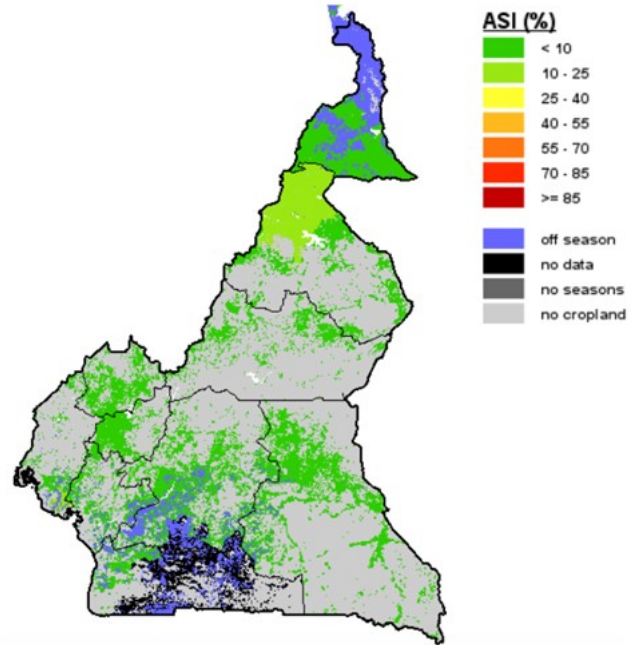 ASI (%)
< 10
10 - 25
25 - 40
40 - 55
55 - 70
70 - 85
>= 85
off season
no data
no seasons
no cropland